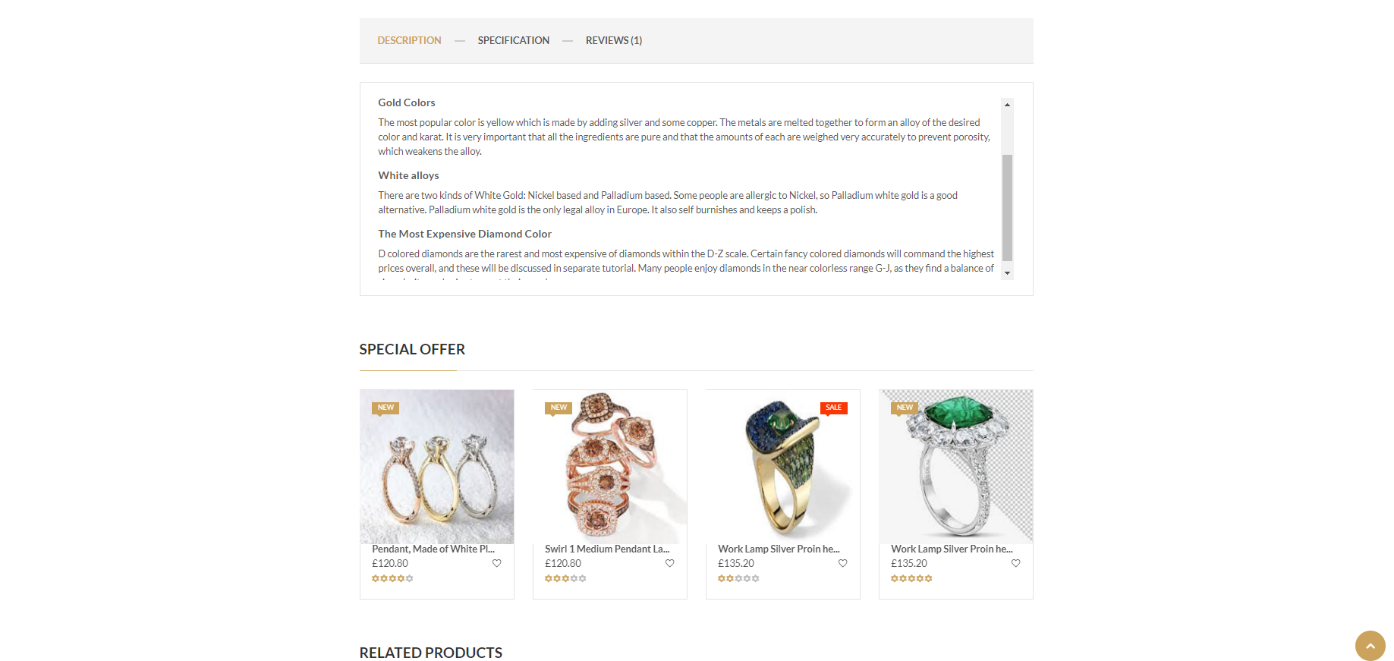 DESCRIPTION — SPECIFICATION — REVIEWS (1)
Gold Colors
The most popular color is yellow which is made by adding silver and some copper. The metals are melted together to form an alloy of the desired
color and karat. It is very important that all the ingredients are pure and that the amounts of each are weighed very accurately to prevent porosity,
which weakens the alloy.
White alloys
There are two kinds of White Gold: Nickel based and Palladium based. Some people are allergic to Nickel, so Palladium white gold is a good
alternative. Palladium white gold is the only legal alloy in Europe. It also self burnishes and keeps a polish.
The Most Expensive Diamond Color
D colored diamonds are the rarest and most expensive of diamonds within the D-Z scale. Certain fancy colored diamonds will command the highest
prices overall, and these will be discussed in separate tutorial. Many people enjoy diamonds in the near colorless range G-J, as they find a balance of
SPECIAL OFFER
NEW
Pendant, Made of White Pl...
£120.80
NEW
Swirl 1 Medium Pendant La...
£120.80
SALE
Work Lamp Silver Proin he...
£135.20
NEW
Work Lamp Silver Proin he...
£135.20
RELATED PRODUCTS